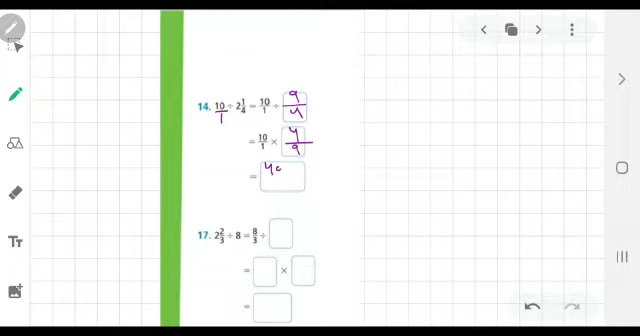 14. 10/1 ÷ 2 1/4 = 10/1 ÷ 9/4
= 10/1 × 4/9
= 40
17. 2 2/3 ÷ 8 = 8/3 ÷
= ×
=
Tт